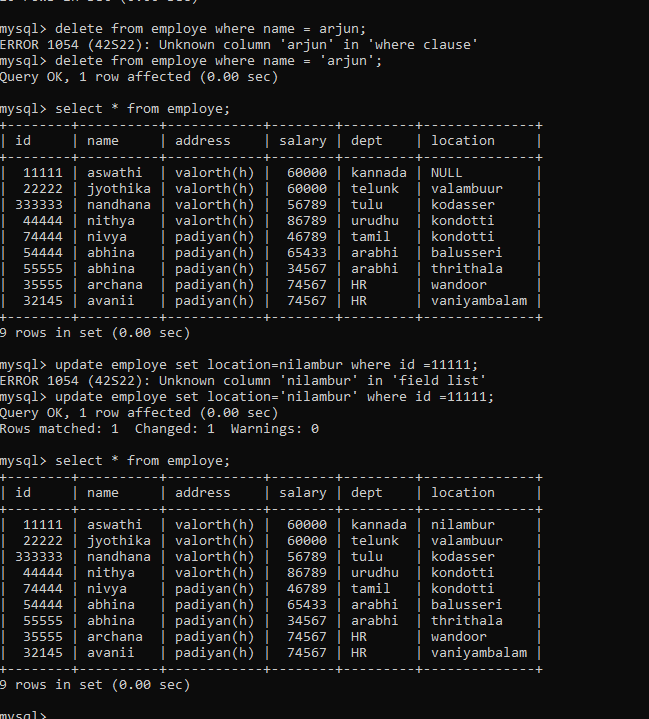 mysql> delete from employe where name = arjun;
ERROR 1054 (42S22): Unknown column 'arjun' in 'where clause'
mysql> delete from employe where name = 'arjun';
Query OK, 1 row affected (0.00 sec)
mysql> select * from employe;
+--------+----------+------------+--------+---------+--------------+
| id     | name     | address    | salary | dept    | location     |
+--------+----------+------------+--------+---------+--------------+
|  11111 | aswathi  | valorth(h) |  60000 | kannada | NULL         |
|  22222 | jyothika | valorth(h) |  60000 | telunk  | valambuur    |
| 333333 | nandhana | valorth(h) |  56789 | tulu    | kodasser     |
|  44444 | nithya   | valorth(h) |  86789 | urudhu  | kondotti     |
|  74444 | nivya    | padiyan(h) |  46789 | tamil   | kondotti     |
|  54444 | abhina   | padiyan(h) |  65433 | arabhi  | balusseri    |
|  55555 | abhina   | padiyan(h) |  34567 | arabhi  | thrithala    |
|  35555 | archana  | padiyan(h) |  74567 | HR      | wandoor      |
|  32145 | avanii   | padiyan(h) |  74567 | HR      | vaniyambalam |
+--------+----------+------------+--------+---------+--------------+
9 rows in set (0.00 sec)
mysql> update employe set location=nilambur where id =11111;
ERROR 1054 (42S22): Unknown column 'nilambur' in 'field list'
mysql> update employe set location='nilambur' where id =11111;
Query OK, 1 row affected (0.00 sec)
Rows matched: 1  Changed: 1  Warnings: 0
mysql> select * from employe;
+--------+----------+------------+--------+---------+--------------+
| id     | name     | address    | salary | dept    | location     |
+--------+----------+------------+--------+---------+--------------+
|  11111 | aswathi  | valorth(h) |  60000 | kannada | nilambur     |
|  22222 | jyothika | valorth(h) |  60000 | telunk  | valambuur    |
| 333333 | nandhana | valorth(h) |  56789 | tulu    | kodasser     |
|  44444 | nithya   | valorth(h) |  86789 | urudhu  | kondotti     |
|  74444 | nivya    | padiyan(h) |  46789 | tamil   | kondotti     |
|  54444 | abhina   | padiyan(h) |  65433 | arabhi  | balusseri    |
|  55555 | abhina   | padiyan(h) |  34567 | arabhi  | thrithala    |
|  35555 | archana  | padiyan(h) |  74567 | HR      | wandoor      |
|  32145 | avanii   | padiyan(h) |  74567 | HR      | vaniyambalam |
+--------+----------+------------+--------+---------+--------------+
9 rows in set (0.00 sec)
mysql>